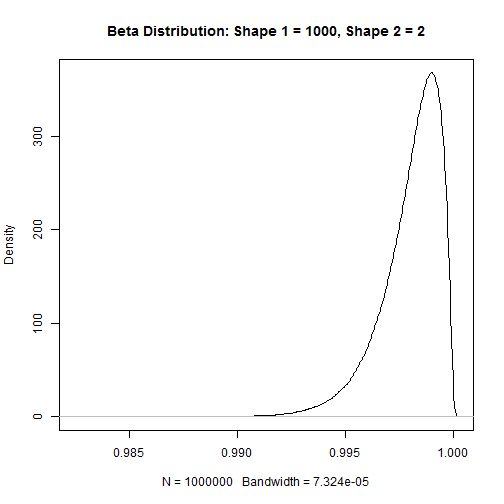 Beta Distribution: Shape 1 = 1000, Shape 2 = 2
Density
300
200
100
0
0.985 0.990 0.995 1.000
N = 1000000 Bandwidth = 7.324e-05